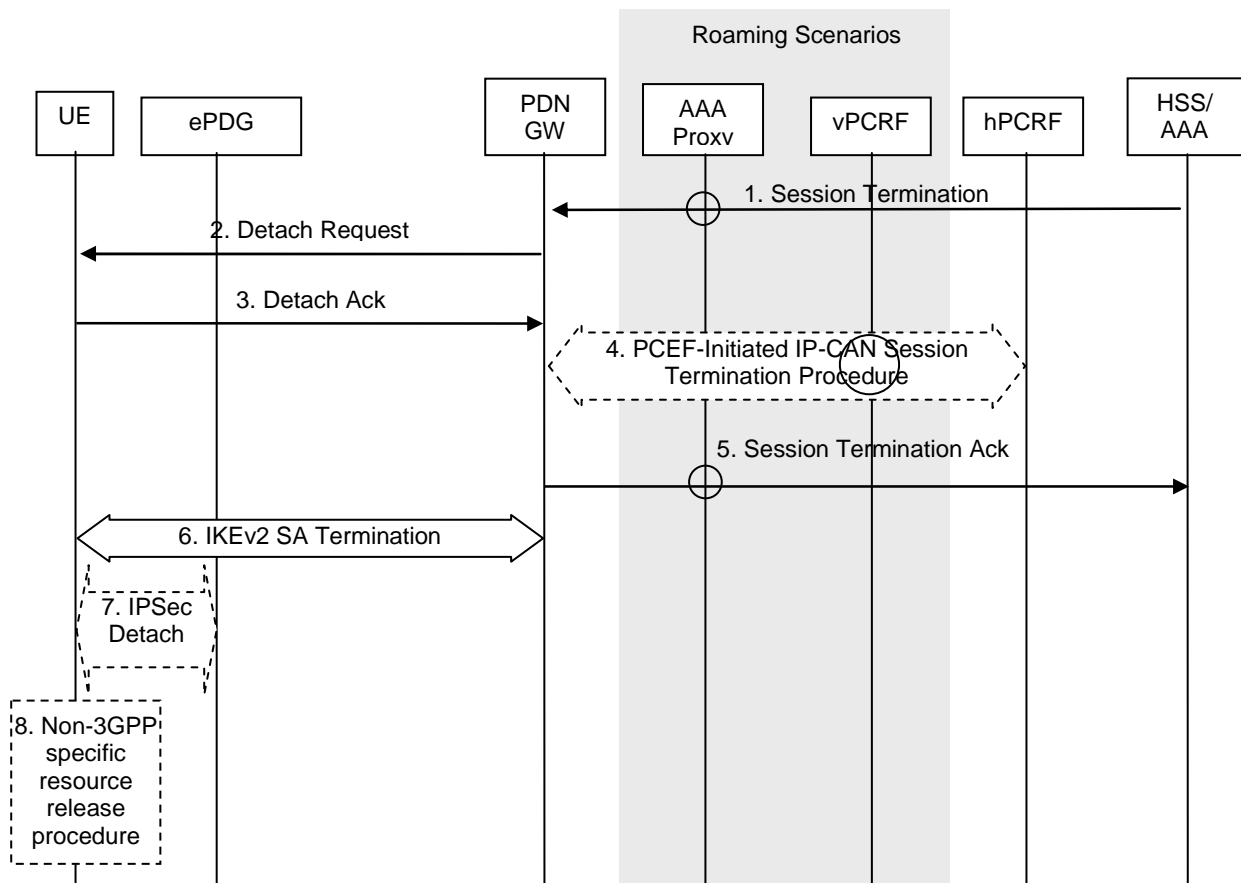 Roaming Scenarios
UE
ePDG
PDN
GW
AAA
Proxv
vPCRF
hPCRF
HSS/
AAA
1. Session Termination
2. Detach Request
3. Detach Ack
4. PCEF-Initiated IP-CAN Session
Termination Procedure
5. Session Termination Ack
6. IKEv2 SA Termination
7. IPSec
Detach
8. Non-3GPP
specific
resource
release
procedure